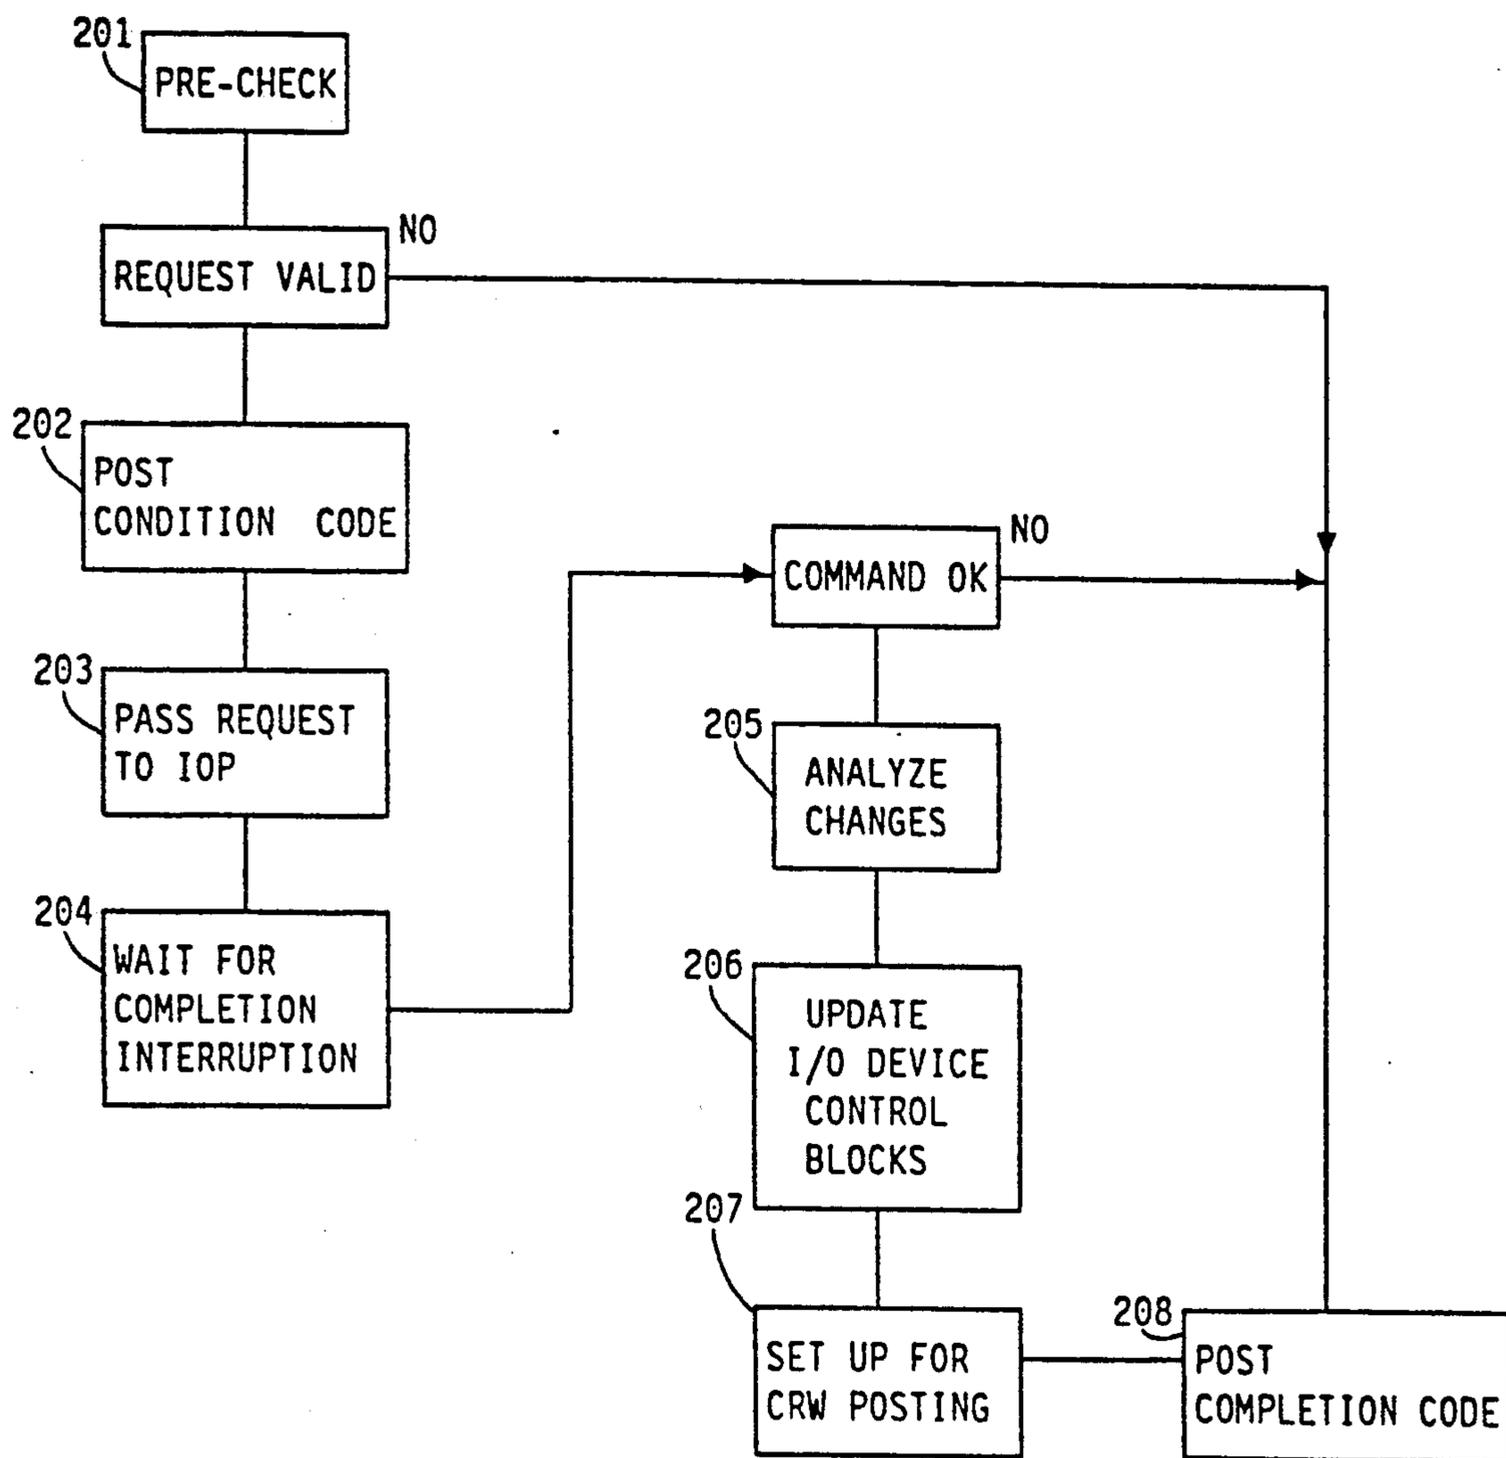 201
PRE-CHECK
NO
REQUEST VALID
202
POST
CONDITION CODE
203
PASS REQUEST
TO IOP
204
WAIT FOR
COMPLETION
INTERRUPTION
NO
COMMAND OK
205
ANALYZE
CHANGES
206
UPDATE
I/O DEVICE
CONTROL
BLOCKS
207
SET UP FOR
CRW POSTING
208
POST
COMPLETION CODE